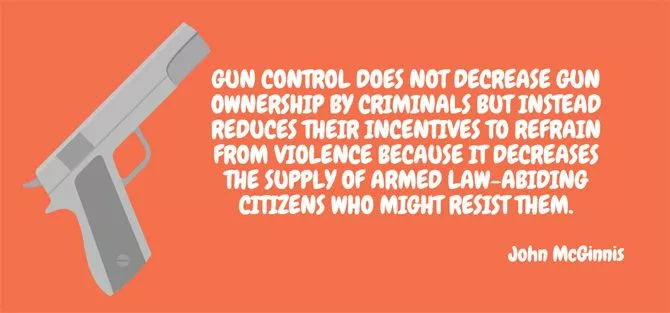 GUN CONTROL DOES NOT DECREASE GUN
OWNERSHIP BY CRIMINALS BUT INSTEAD
REDUCES THEIR INCENTIVES TO REFRAIN
FROM VIOLENCE BECAUSE IT DECREASES
THE SUPPLY OF ARMED LAW-ABIDING
CITIZENS WHO MIGHT RESIST THEM.
John McGinnis